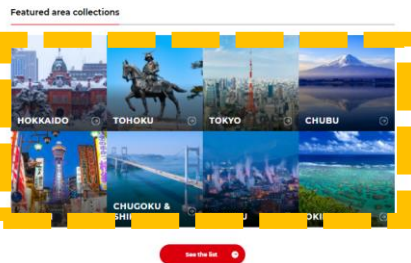 Featured area collections
HOKKAIDO
TOHOKU
TOKYO
CHUBU
CHUGOKU &
See the list